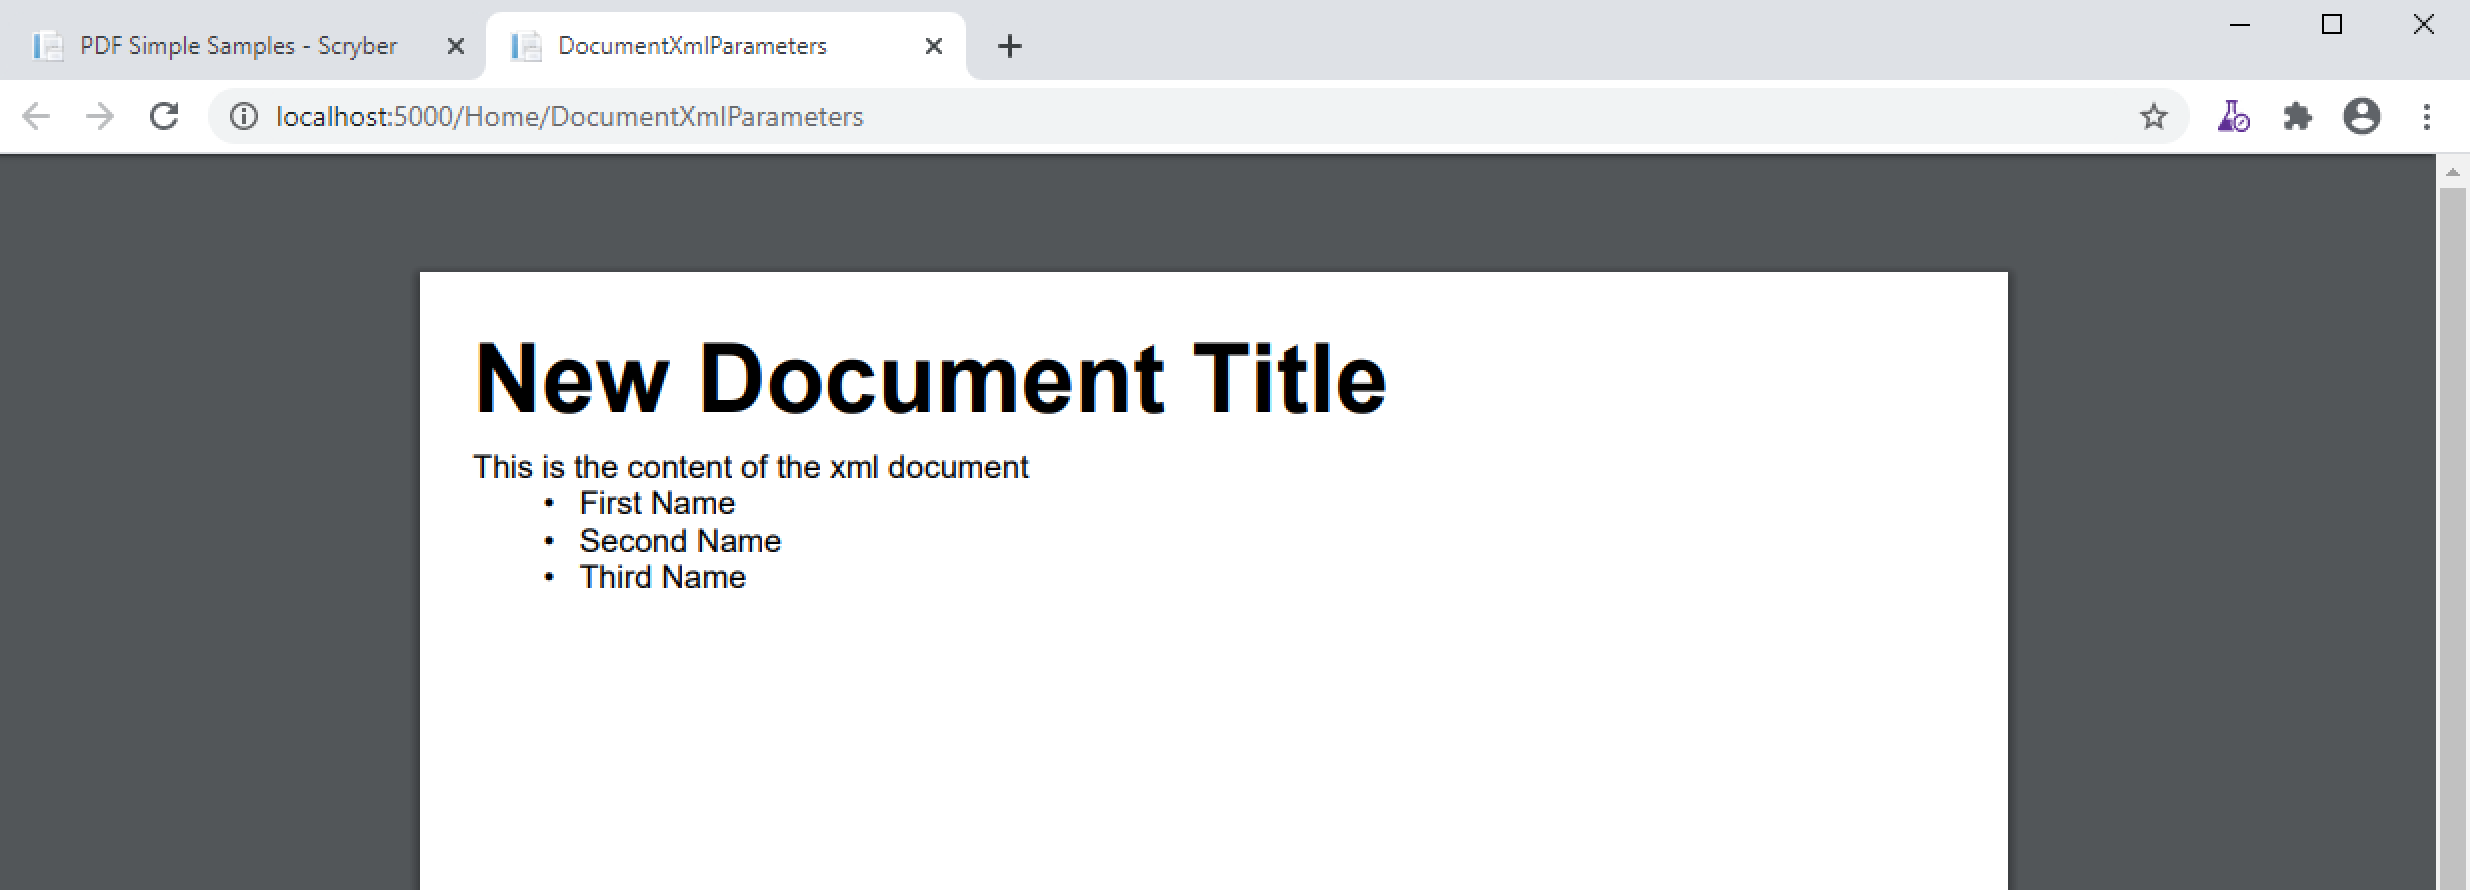 PDF Simple Samples - Scryber
DocumentXmlParameters
localhost:5000/Home/DocumentXmlParameters
New Document Title
This is the content of the xml document
• First Name
• Second Name
• Third Name